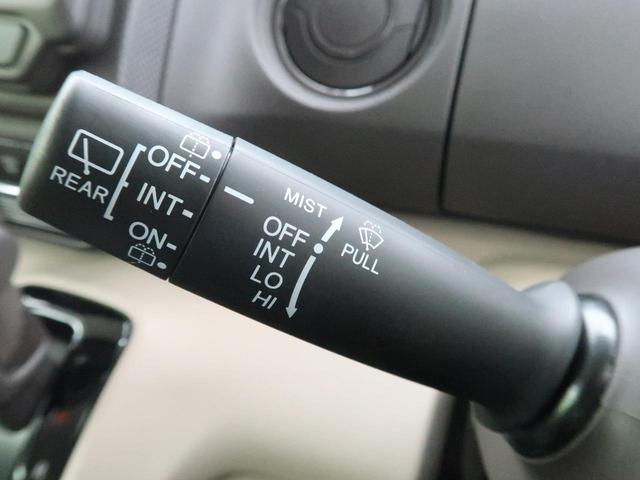 REAR
OFF
INT
ON
MIST
OFF
INT
LO
HI
PULL